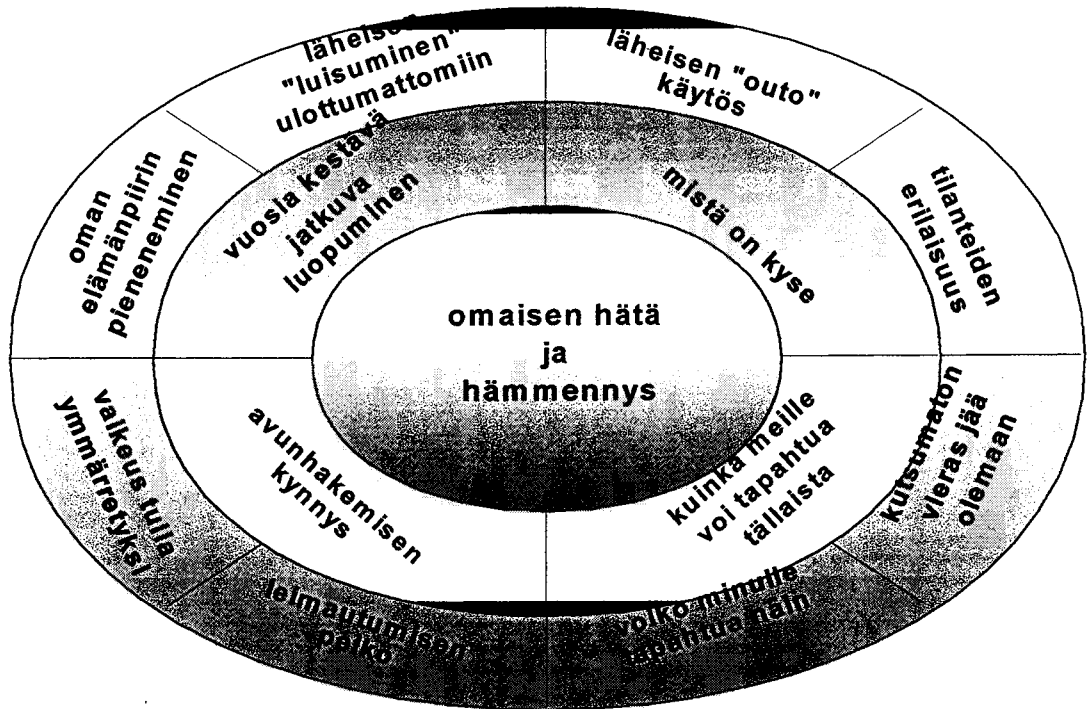 läheisen
"luisuminen"
ulottumattomiin
läheisen "outo"
käytös
oman
elämänpiirin
pieneneminen
vuosia kestävä
jatkuva
luopuminen
mistä on kyse
tilanteiden
erilaisuus
omaisen hätä
ja
hämmennys
vaikeus tulla
ymmärretyksi
avunhakemisen
kynnys
kuinka meille
voi tapahtua
tällaista
kutsumaton
vieras jää
olemaan
leimautumisen
pelko
voiko minulle
tapahtua näin